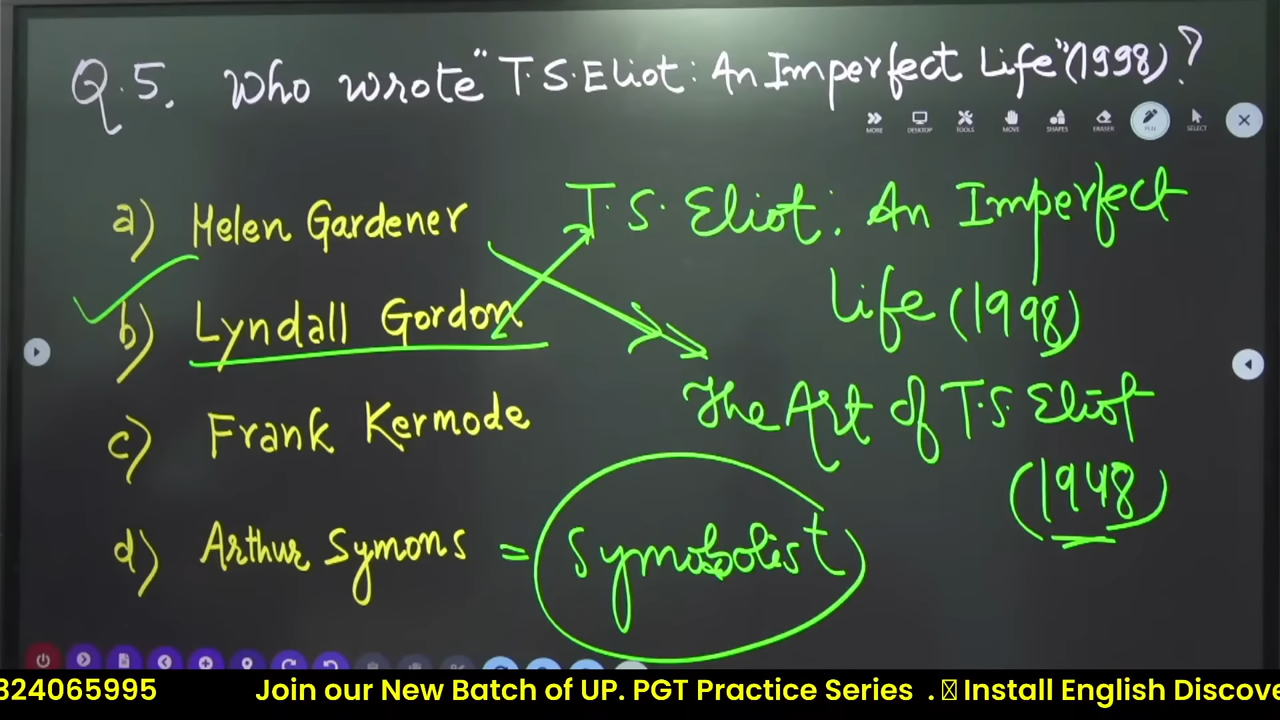 Q.5. Who wrote "T.S.Eliot: An Imperfect Life" (1998)?
MORE DESKTOP TOOLS MOVE SHAPES ERASER PEN SELECT
a) Helen Gardener
T.S. Eliot: An Imperfect
Life (1998)
b) Lyndall Gordon
The Art of T.S. Eliot
(1948)
c) Frank Kermode
d) Arthur Symons = Symobolist
324065995 Join our New Batch of UP. PGT Practice Series . Install English Discove